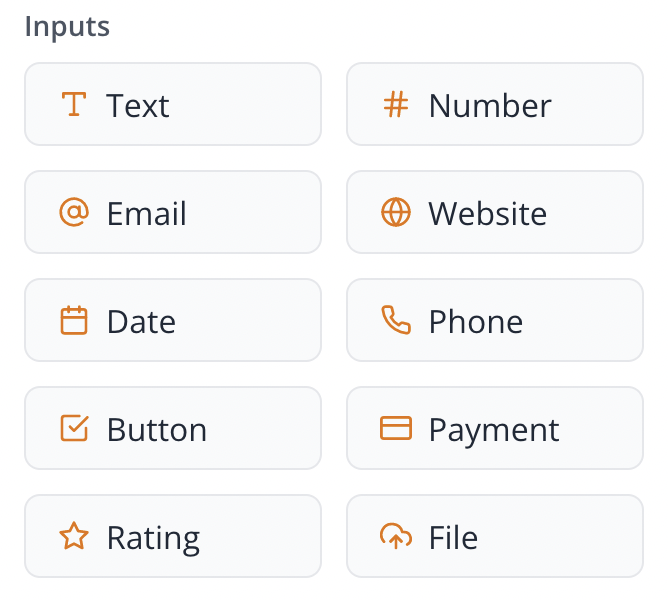 Inputs
Text
Number
Email
Website
Date
Phone
Button
Payment
Rating
File